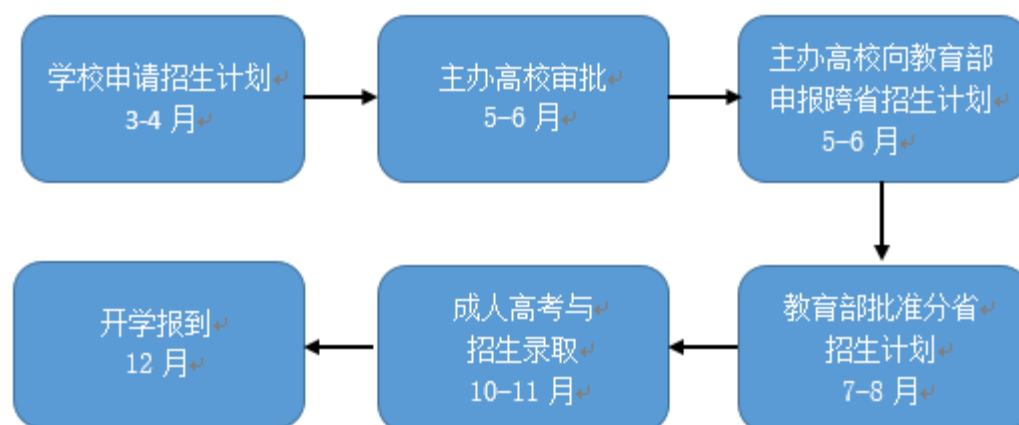 学校申请招生计划
3-4 月
主办高校审批
5-6 月
主办高校向教育部
申报跨省招生计划
5-6 月
教育部批准分省
招生计划
7-8 月
成人高考与
招生录取
10-11 月
开学报到
12 月